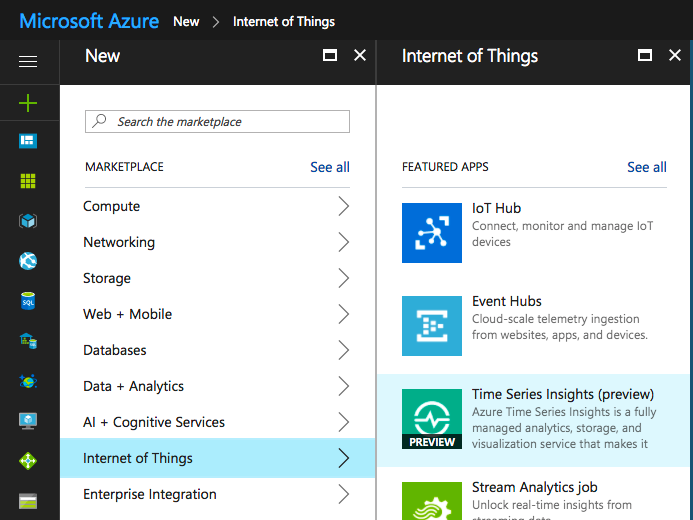 Microsoft Azure New > Internet of Things
New
Search the marketplace
MARKETPLACE See all
Compute
Networking
Storage
Web + Mobile
Databases
Data + Analytics
AI + Cognitive Services
Internet of Things
Enterprise Integration
Internet of Things
FEATURED APPS See all
IoT Hub
Connect, monitor and manage IoT
devices
Event Hubs
Cloud-scale telemetry ingestion
from websites, apps, and devices.
Time Series Insights (preview)
Azure Time Series Insights is a fully
managed analytics, storage, and
visualization service that makes it
PREVIEW
Stream Analytics job
Unlock real-time insights from
streaming data
SQL